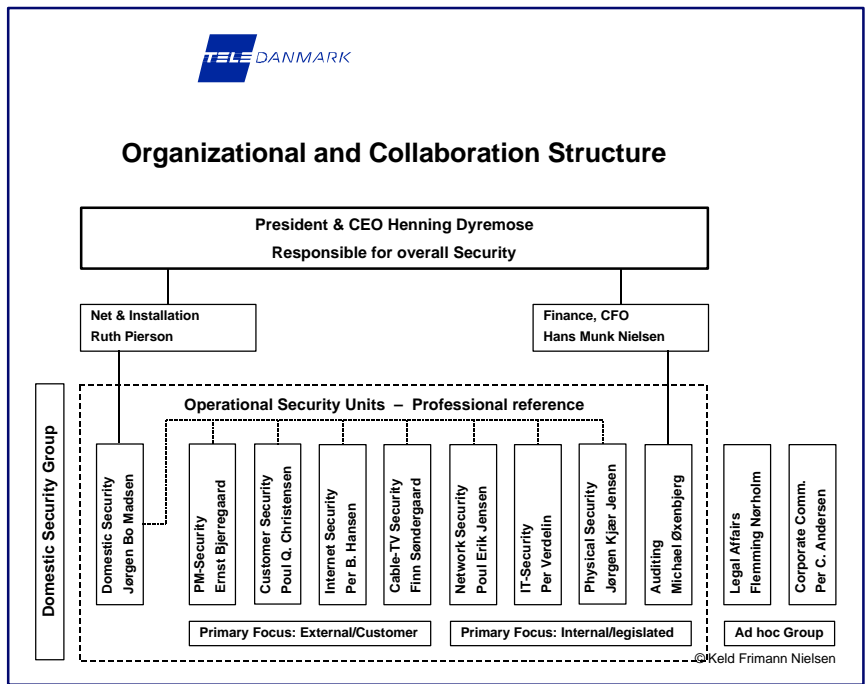 TELE DANMARK
Organizational and Collaboration Structure
President & CEO Henning Dyremose
Responsible for overall Security
Net & Installation
Ruth Pierson
Finance, CFO
Hans Munk Nielsen
Domestic Security Group
Operational Security Units – Professional reference
Domestic Security
Jørgen Bo Madsen
PM-Security
Ernst Bjerregaard
Customer Security
Poul Q. Christensen
Internet Security
Per B. Hansen
Cable-TV Security
Finn Søndergaard
Network Security
Poul Erik Jensen
IT-Security
Per Verdelin
Physical Security
Jørgen Kjær Jensen
Auditing
Michael Øxenbjerg
Legal Affairs
Flemming Nørholm
Corporate Comm.
Per C. Andersen
Primary Focus: External/Customer
Primary Focus: Internal/legislated
Ad hoc Group
© Keld Frimann Nielsen